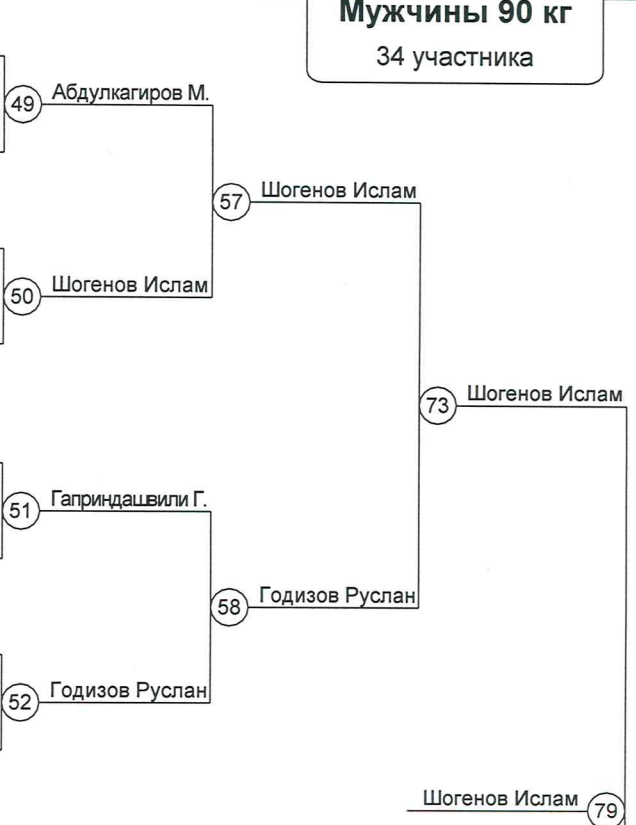 Мужчины 90 кг
34 участника
49 Абдулкагиров М.
57 Шогенов Ислам
50 Шогенов Ислам
73 Шогенов Ислам
51 Гаприндашвили Г.
58 Годизов Руслан
52 Годизов Руслан
Шогенов Ислам 79